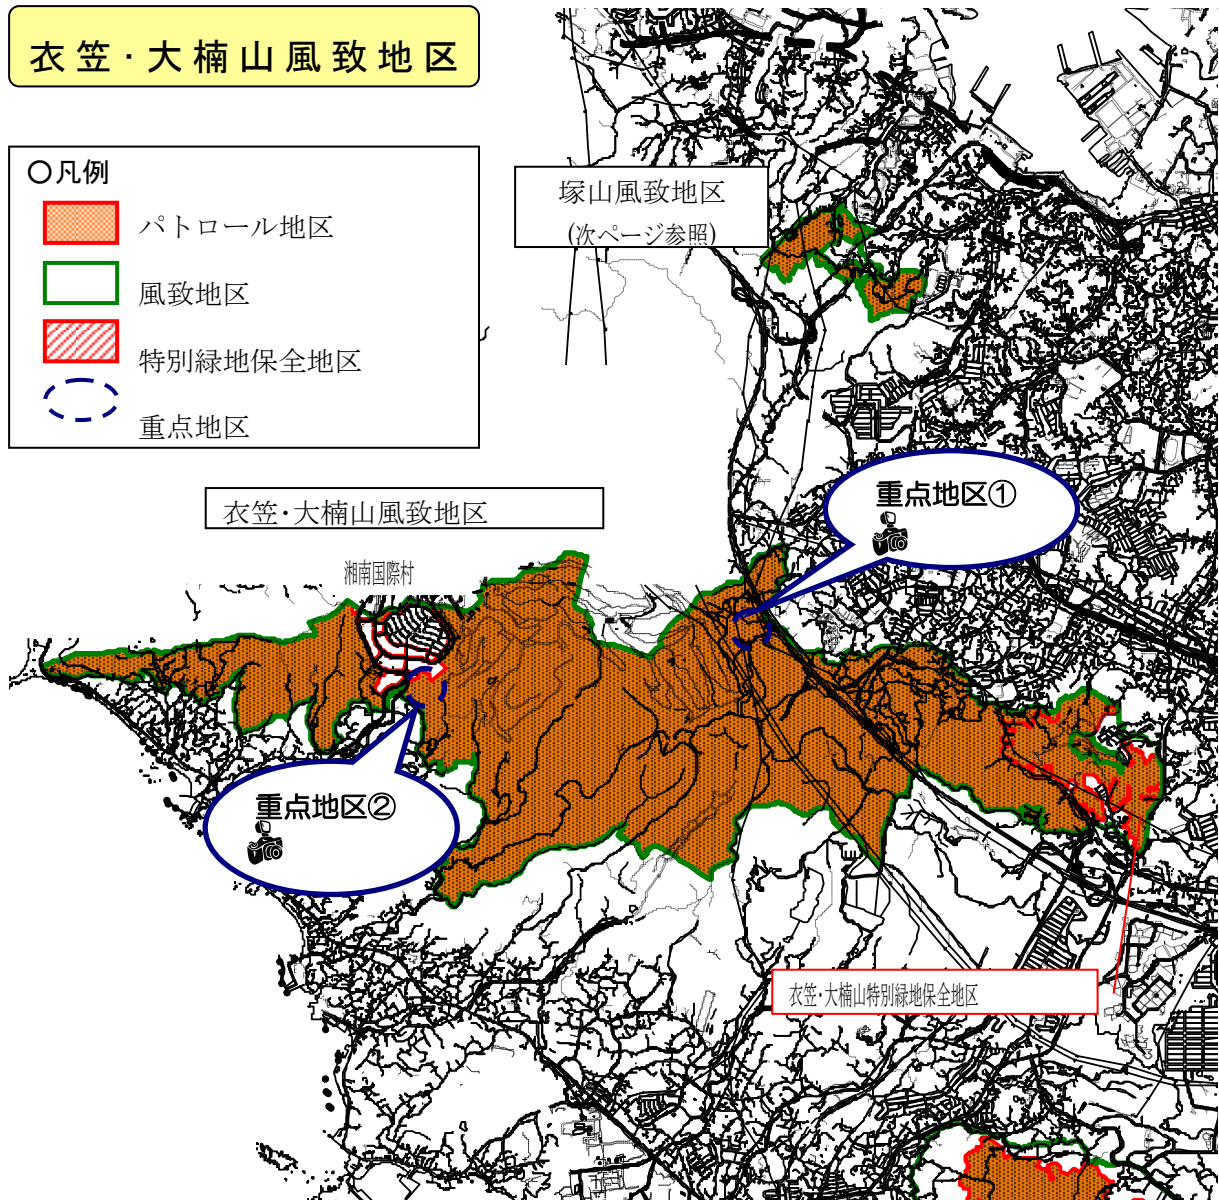 衣笠・大楠山風致地区
○凡例
パトロール地区
風致地区
特別緑地保全地区
重点地区
塚山風致地区
(次ページ参照)
重点地区①
衣笠・大楠山風致地区
湘南国際村
重点地区②
衣笠・大楠山特別緑地保全地区